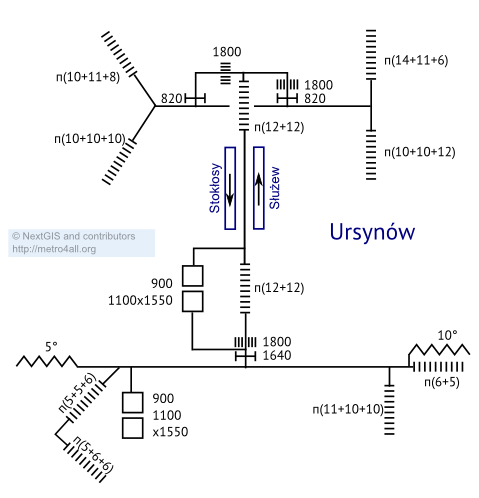 1800
п(10+11+8)
п(14+11+6)
820
1800
820
п(12+12)
п(10+10+10)
п(10+10+12)
Stokłosy
Służew
Ursynów
© NextGIS and contributors
http://metro4all.org
900
1100x1550
п(12+12)
1800
1640
5°
10°
п(6+5)
п(5+5+6)
900
1100
x1550
п(11+10+10)
п(5+6+6)